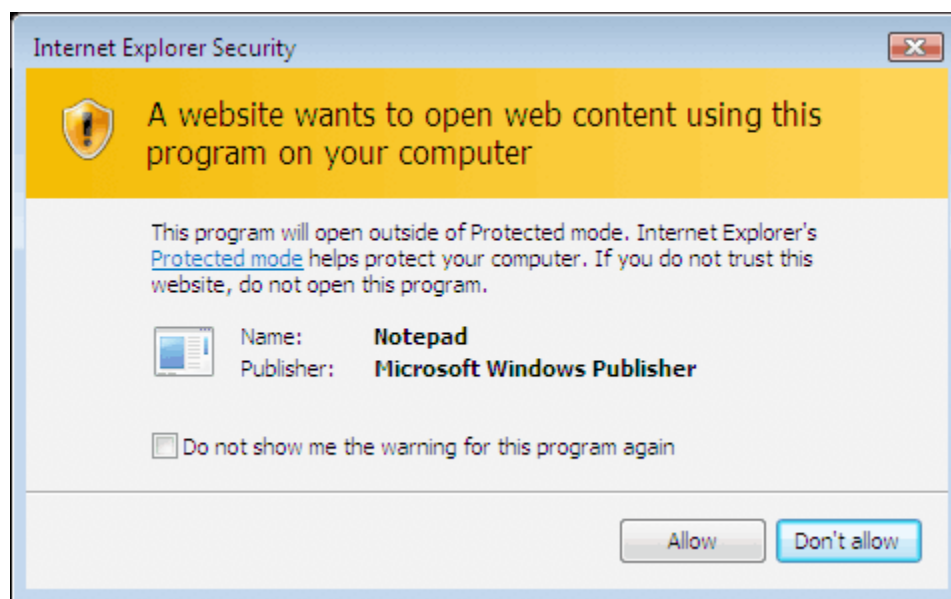 Internet Explorer Security
A website wants to open web content using this
program on your computer
This program will open outside of Protected mode. Internet Explorer's
Protected mode helps protect your computer. If you do not trust this
website, do not open this program.
Name: Notepad
Publisher: Microsoft Windows Publisher
Do not show me the warning for this program again
Allow Don't allow